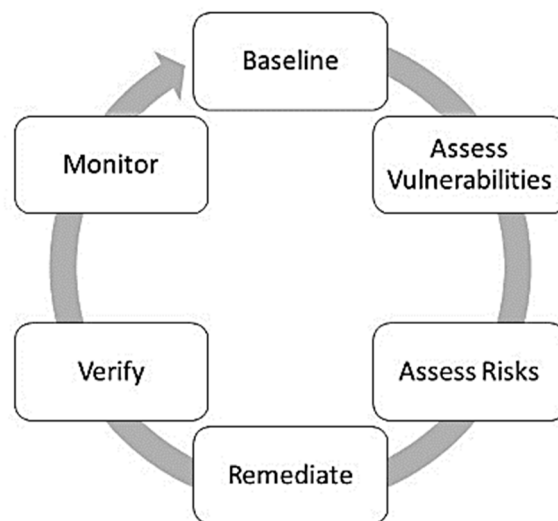 Baseline
Assess
Vulnerabilities
Assess Risks
Remediate
Verify
Monitor